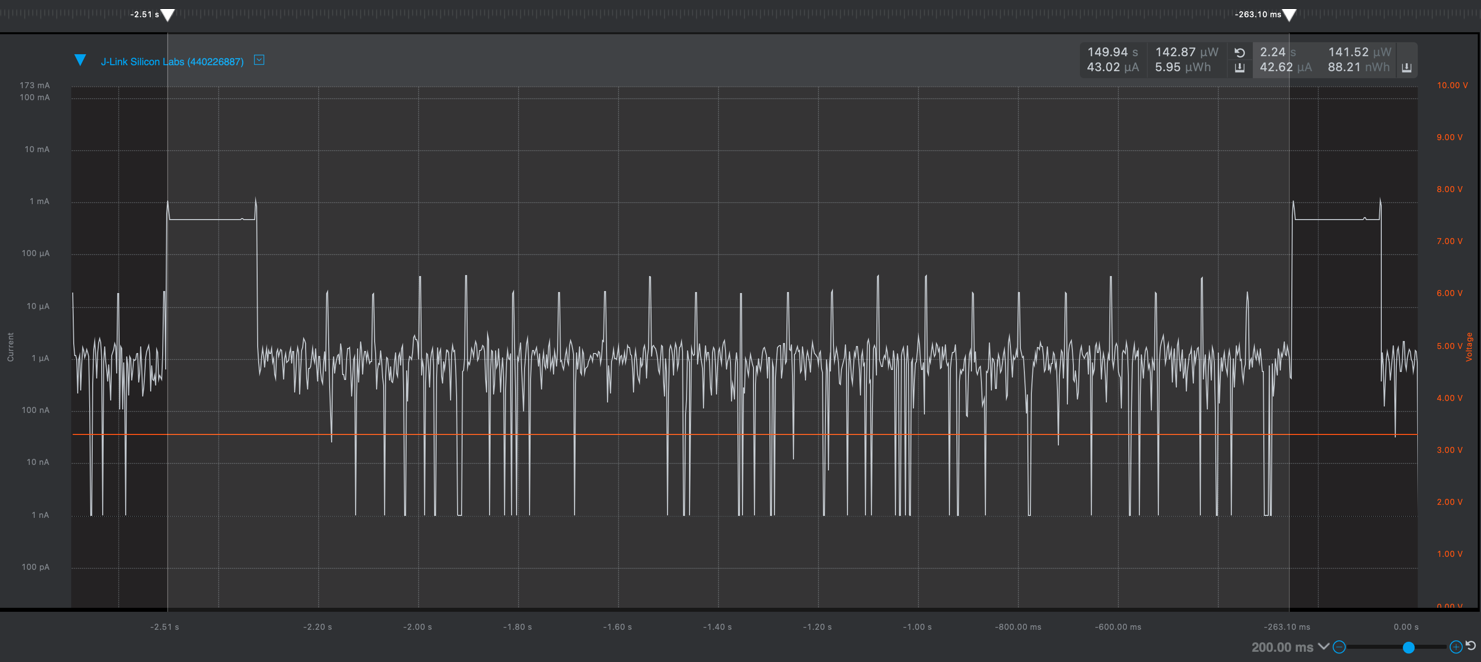 -2.51 s
-263.10 ms
J-Link Silicon Labs (440226887)
149.94 s 142.87 µW 2.24 s 141.52 µW
43.02 µA 5.95 µWh 42.62 µA 88.21 nWh
173 mA
100 mA
10 mA
1 mA
100 µA
10 µA
1 µA
100 nA
10 nA
1 nA
100 pA
Current
10.00 V
9.00 V
8.00 V
7.00 V
6.00 V
5.00 V
4.00 V
3.00 V
2.00 V
1.00 V
0.00 V
Voltage
-2.51 s -2.20 s -2.00 s -1.80 s -1.60 s -1.40 s -1.20 s -1.00 s -800.00 ms -600.00 ms -263.10 ms 0.00 s
200.00 ms